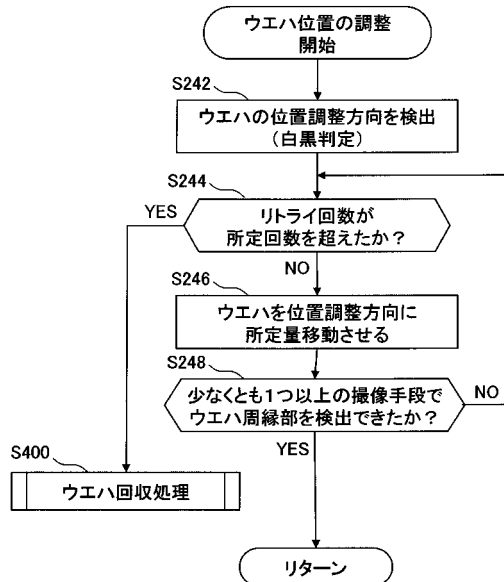 ウエハ位置の調整
開始
S242
ウエハの位置調整方向を検出
(白黒判定)
S244
YES
リトライ回数が
所定回数を超えたか？
NO
S246
ウエハを位置調整方向に
所定量移動させる
S248
少なくとも1つ以上の撮像手段で
ウエハ周縁部を検出できたか？
NO
YES
S400
ウエハ回収処理
リターン